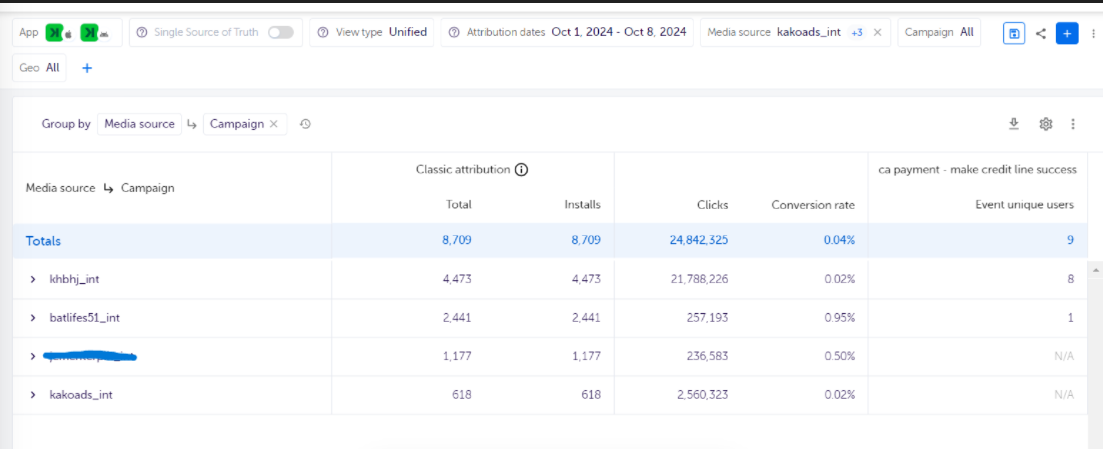 App
Single Source of Truth
View type Unified
Attribution dates Oct 1, 2024 - Oct 8, 2024
Media source kakoads_int +3
Campaign All
Geo All
Group by Media source Campaign
Media source Campaign
Classic attribution
ca payment - make credit line success
Total Installs Clicks Conversion rate Event unique users
Totals 8,709 8,709 24,842,325 0.04% 9
khbhj_int 4,473 4,473 21,788,226 0.02% 8
batlifes51_int 2,441 2,441 257,193 0.95% 1
1,177 1,177 236,583 0.50% N/A
kakoads_int 618 618 2,560,323 0.02% N/A